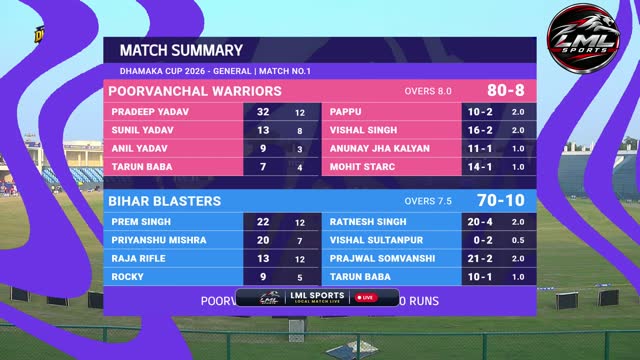 LML
SPORTS
MATCH SUMMARY
DHAMAKA CUP 2026 - GENERAL | MATCH NO.1
POORVANCHAL WARRIORS OVERS 8.0 80-8
PRADEEP YADAV 32 12 PAPPU 10-2 2.0
SUNIL YADAV 13 8 VISHAL SINGH 16-2 2.0
ANIL YADAV 9 3 ANUNAY JHA KALYAN 11-1 1.0
TARUN BABA 7 4 MOHIT STARC 14-1 1.0
BIHAR BLASTERS OVERS 7.5 70-10
PREM SINGH 22 12 RATNESH SINGH 20-4 2.0
PRIYANSHU MISHRA 20 7 VISHAL SULTANPUR 0-2 0.5
RAJA RIFLE 13 12 PRAJWAL SOMVANSHI 21-2 2.0
ROCKY 9 5 TARUN BABA 10-1 1.0
LML SPORTS
LOCAL MATCH LIVE
LIVE
0 RUNS